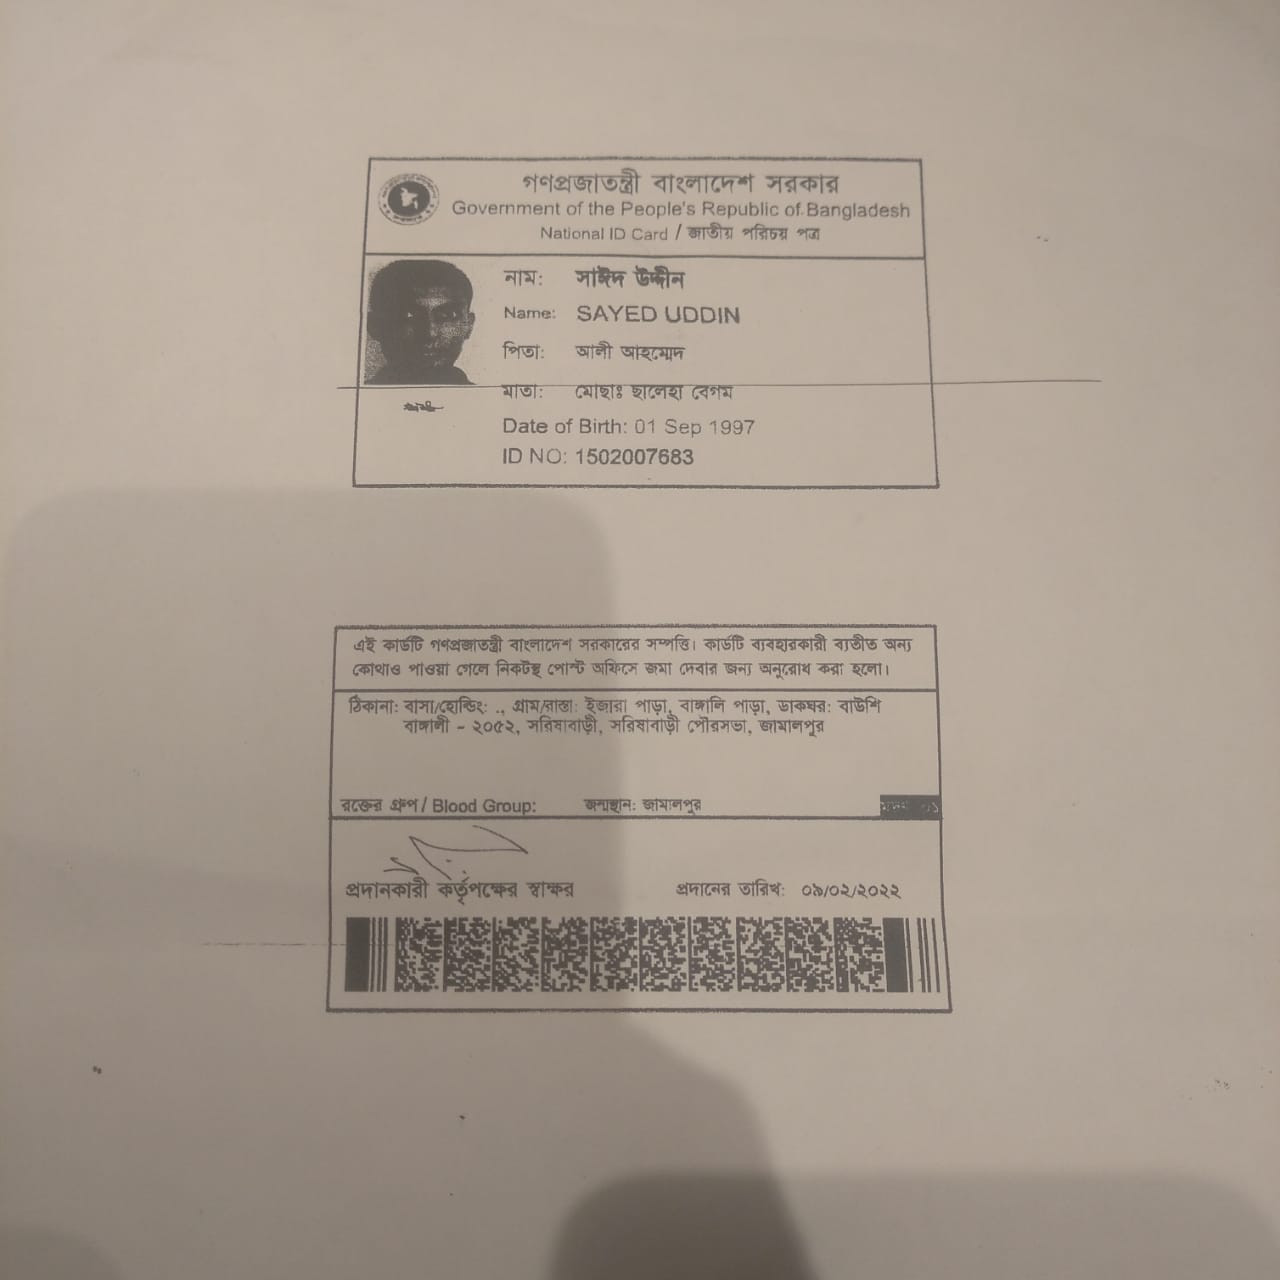 গণপ্রজাতন্ত্রী বাংলাদেশ সরকার
Government of the People's Republic of Bangladesh
National ID Card / জাতীয় পরিচয় পত্র
নাম: সাঈদ উদ্দীন
Name: SAYED UDDIN
পিতা: আলী আহম্মেদ
মাতা: মোছাঃ ছালেহা বেগম
Date of Birth: 01 Sep 1997
ID NO: 1502007683
এই কার্ডটি গণপ্রজাতন্ত্রী বাংলাদেশ সরকারের সম্পত্তি। কার্ডটি ব্যবহারকারী ব্যতীত অন্য
কোথাও পাওয়া গেলে নিকটস্থ পোস্ট অফিসে জমা দেবার জন্য অনুরোধ করা হলো।
ঠিকানা: বাসা/হোল্ডিং: ., গ্রাম/রাস্তা: ইজারা পাড়া, বাঙ্গালি পাড়া, ডাকঘর: বাউশি
বাঙ্গালী - ২০৫২, সরিষাবাড়ী, সরিষাবাড়ী পৌরসভা, জামালপুর
রক্তের গ্রুপ / Blood Group: জন্মস্থান: জামালপুর
প্রদানকারী কর্তৃপক্ষের স্বাক্ষর প্রদানের তারিখ: ০৯/০২/২০২২